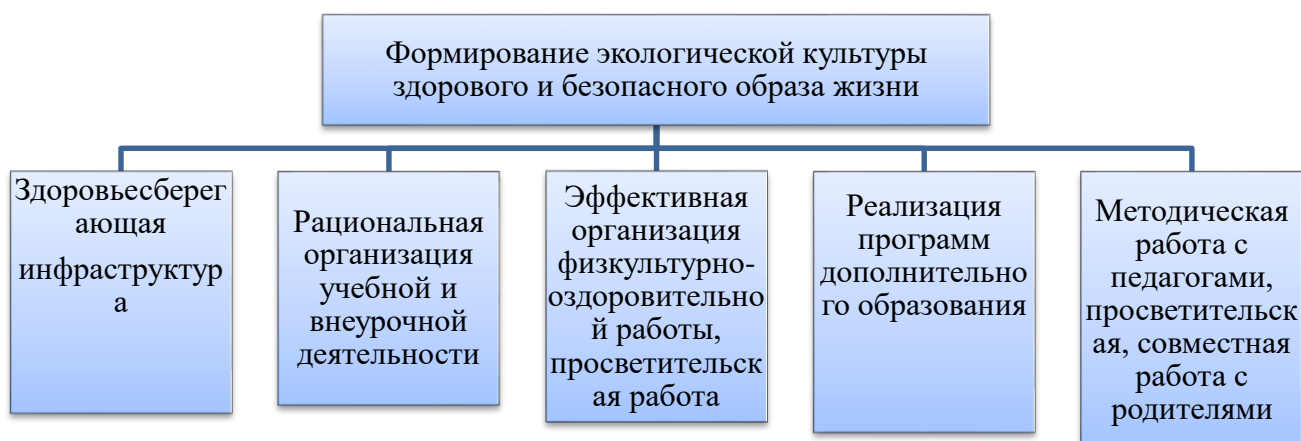 Формирование экологической культуры
здорового и безопасного образа жизни
Здоровьесберег
ающая
инфраструктур
а
Рациональная
организация
учебной и
внеурочной
деятельности
Эффективная
организация
физкультурно-
оздоровительно
й работы,
просветительск
ая работа
Реализация
программ
дополнительно
го образования
Методическая
работа с
педагогами,
просветительск
ая, совместная
работа с
родителями